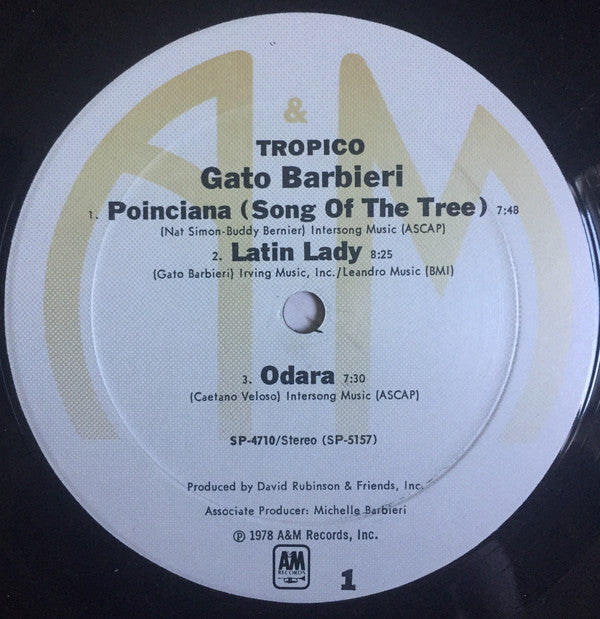 &
TROPICO
Gato Barbieri
1. Poinciana (Song Of The Tree) 7:48
(Nat Simon-Buddy Bernier) Intersong Music (ASCAP)
2. Latin Lady 8:25
(Gato Barbieri) Irving Music, Inc./Leandro Music (BMI)
3. Odara 7:30
(Caetano Veloso) Intersong Music (ASCAP)
SP-4710/Stereo (SP-5157)
Produced by David Rubinson & Friends, Inc.
Associate Producer: Michelle Barbieri
℗ 1978 A&M Records, Inc.
A&M
RECORDS
1